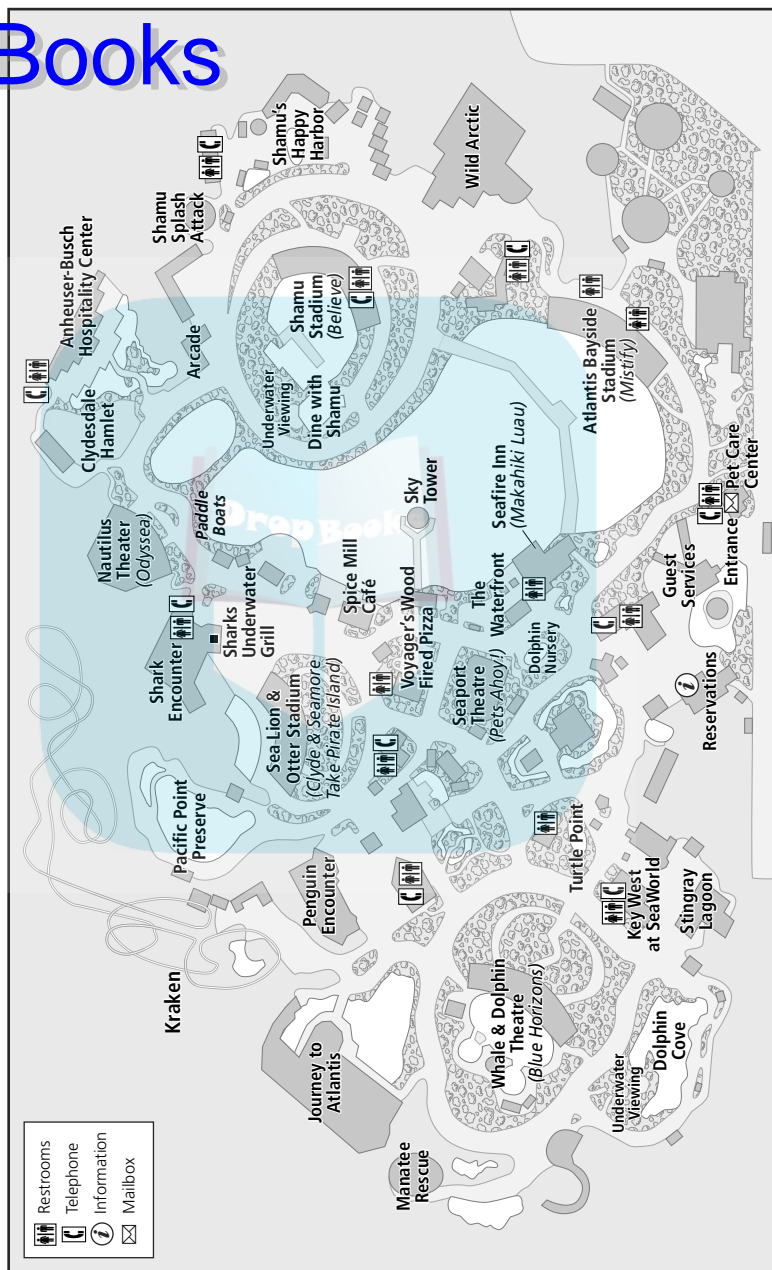 Books
Restrooms
Telephone
Information
Mailbox
Manatee
Rescue
Journey to
Atlantis
Kraken
Whale & Dolphin
Theatre
(Blue Horizons)
Underwater
Viewing
Dolphin
Cove
Penguin
Encounter
Pacific Point
Preserve
Turtle Point
Key West
at SeaWorld
Stingray
Lagoon
Shark
Encounter
Sharks
Underwater
Grill
Sea Lion &
Otter Stadium
(Clyde & Seamore
Take Pirate Island)
Voyager's Wood
Fired Pizza
Seaport
Theatre
(Pets Ahoy!)
Dolphin
Nursery
The
Waterfront
Reservations
i
Nautilus
Theater
(Odyssea)
Paddle
Boats
Spice Mill
Café
Sky
Tower
Seafire Inn
(Makahiki Luau)
Guest
Services
Entrance
Pet Care
Center
Clydesdale
Hamlet
Anheuser-Busch
Hospitality Center
Arcade
Underwater
Viewing
Dine with
Shamu
Shamu
Stadium
(Believe)
Atlantis Bayside
Stadium
(Mistify)
Shamu
Splash
Attack
Shamu's
Happy
Harbor
Wild Arctic
Drop Book